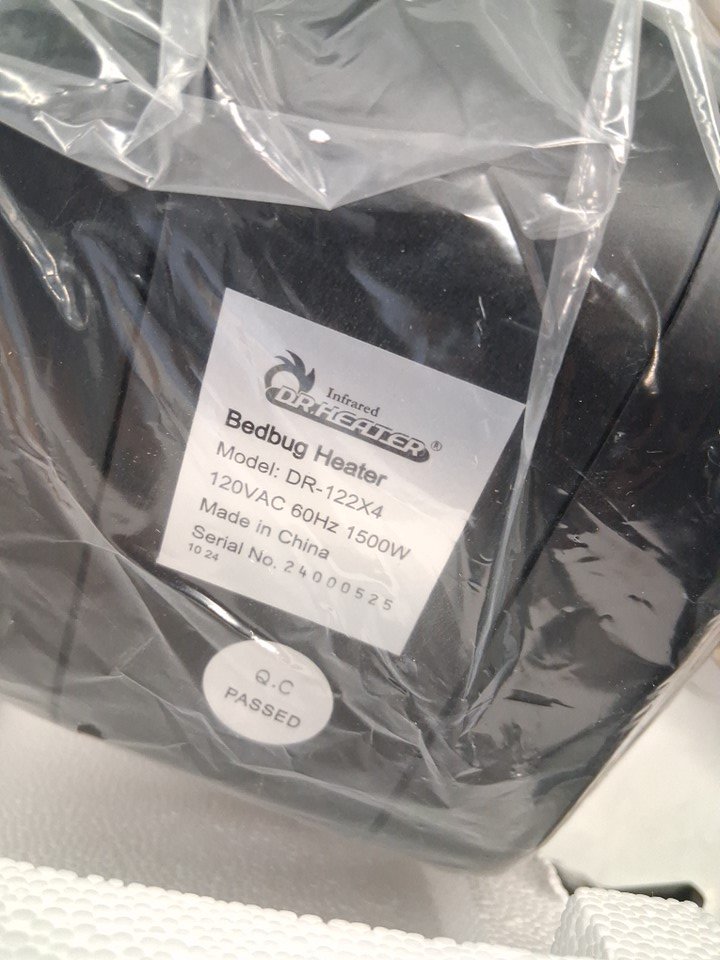 Infrared
DR.HEATER®
Bedbug Heater
Model: DR-122X4
120VAC 60Hz 1500W
Made in China
Serial No. 24000525
10 24
Q.C
PASSED